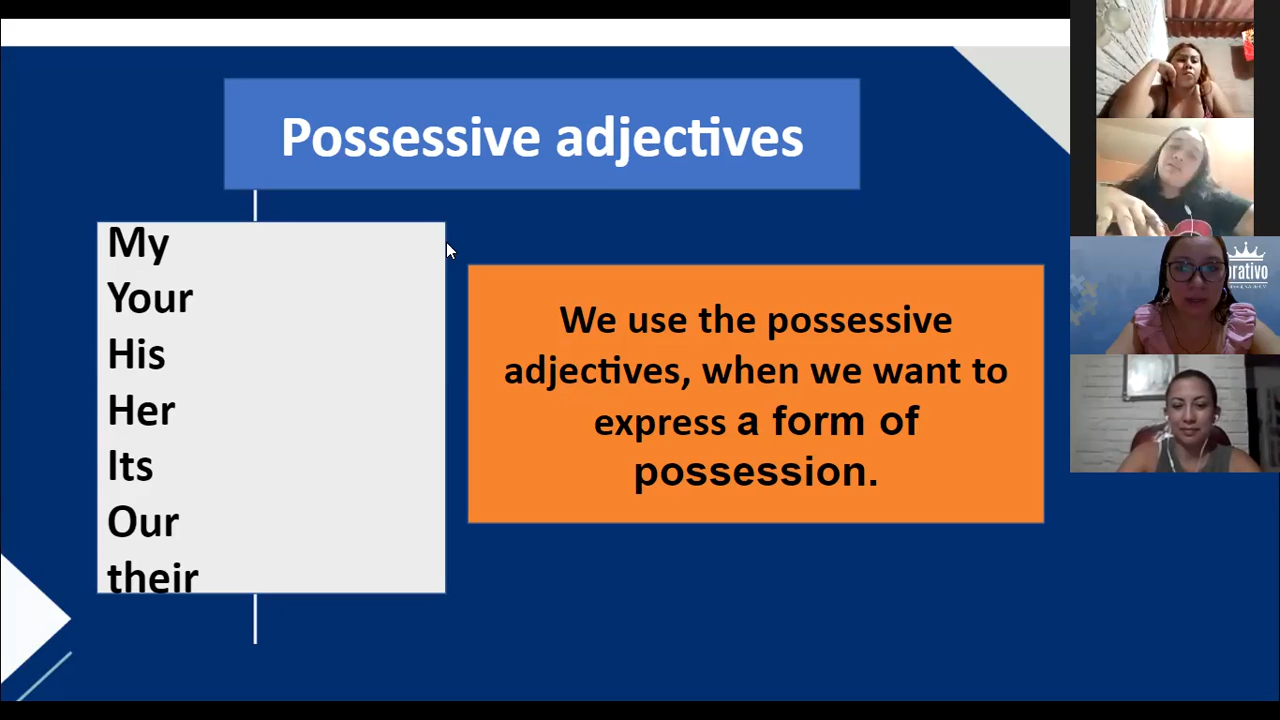 Possessive adjectives
My
Your
His
Her
Its
Our
their
We use the possessive
adjectives, when we want to
express a form of
possession.
orativo